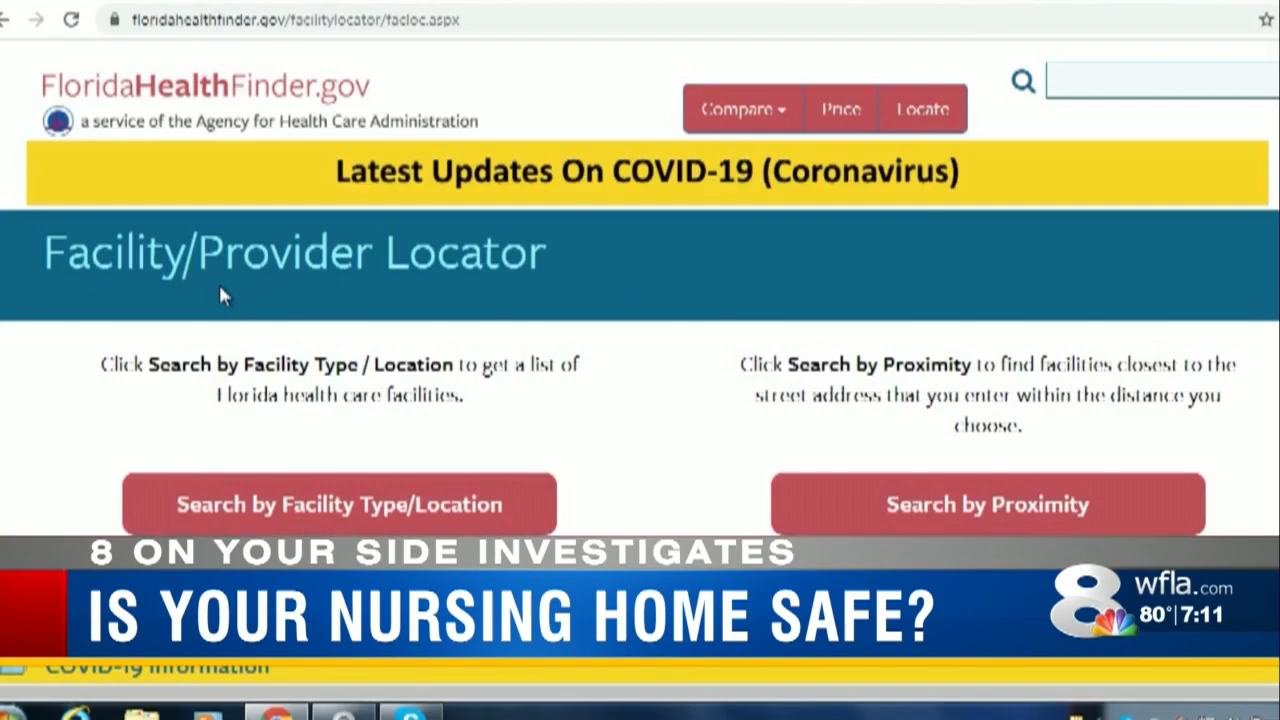 floridahealthfinder.gov/facilitylocator/facloc.aspx
FloridaHealthFinder.gov
a service of the Agency for Health Care Administration
Compare Price Locate
Latest Updates On COVID-19 (Coronavirus)
Facility/Provider Locator
Click Search by Facility Type / Location to get a list of
Florida health care facilities.
Click Search by Proximity to find facilities closest to the
street address that you enter within the distance you
choose.
Search by Facility Type/Location
Search by Proximity
8 ON YOUR SIDE INVESTIGATES
IS YOUR NURSING HOME SAFE?
8 wfla.com
80° 7:11
COVID-19 Information